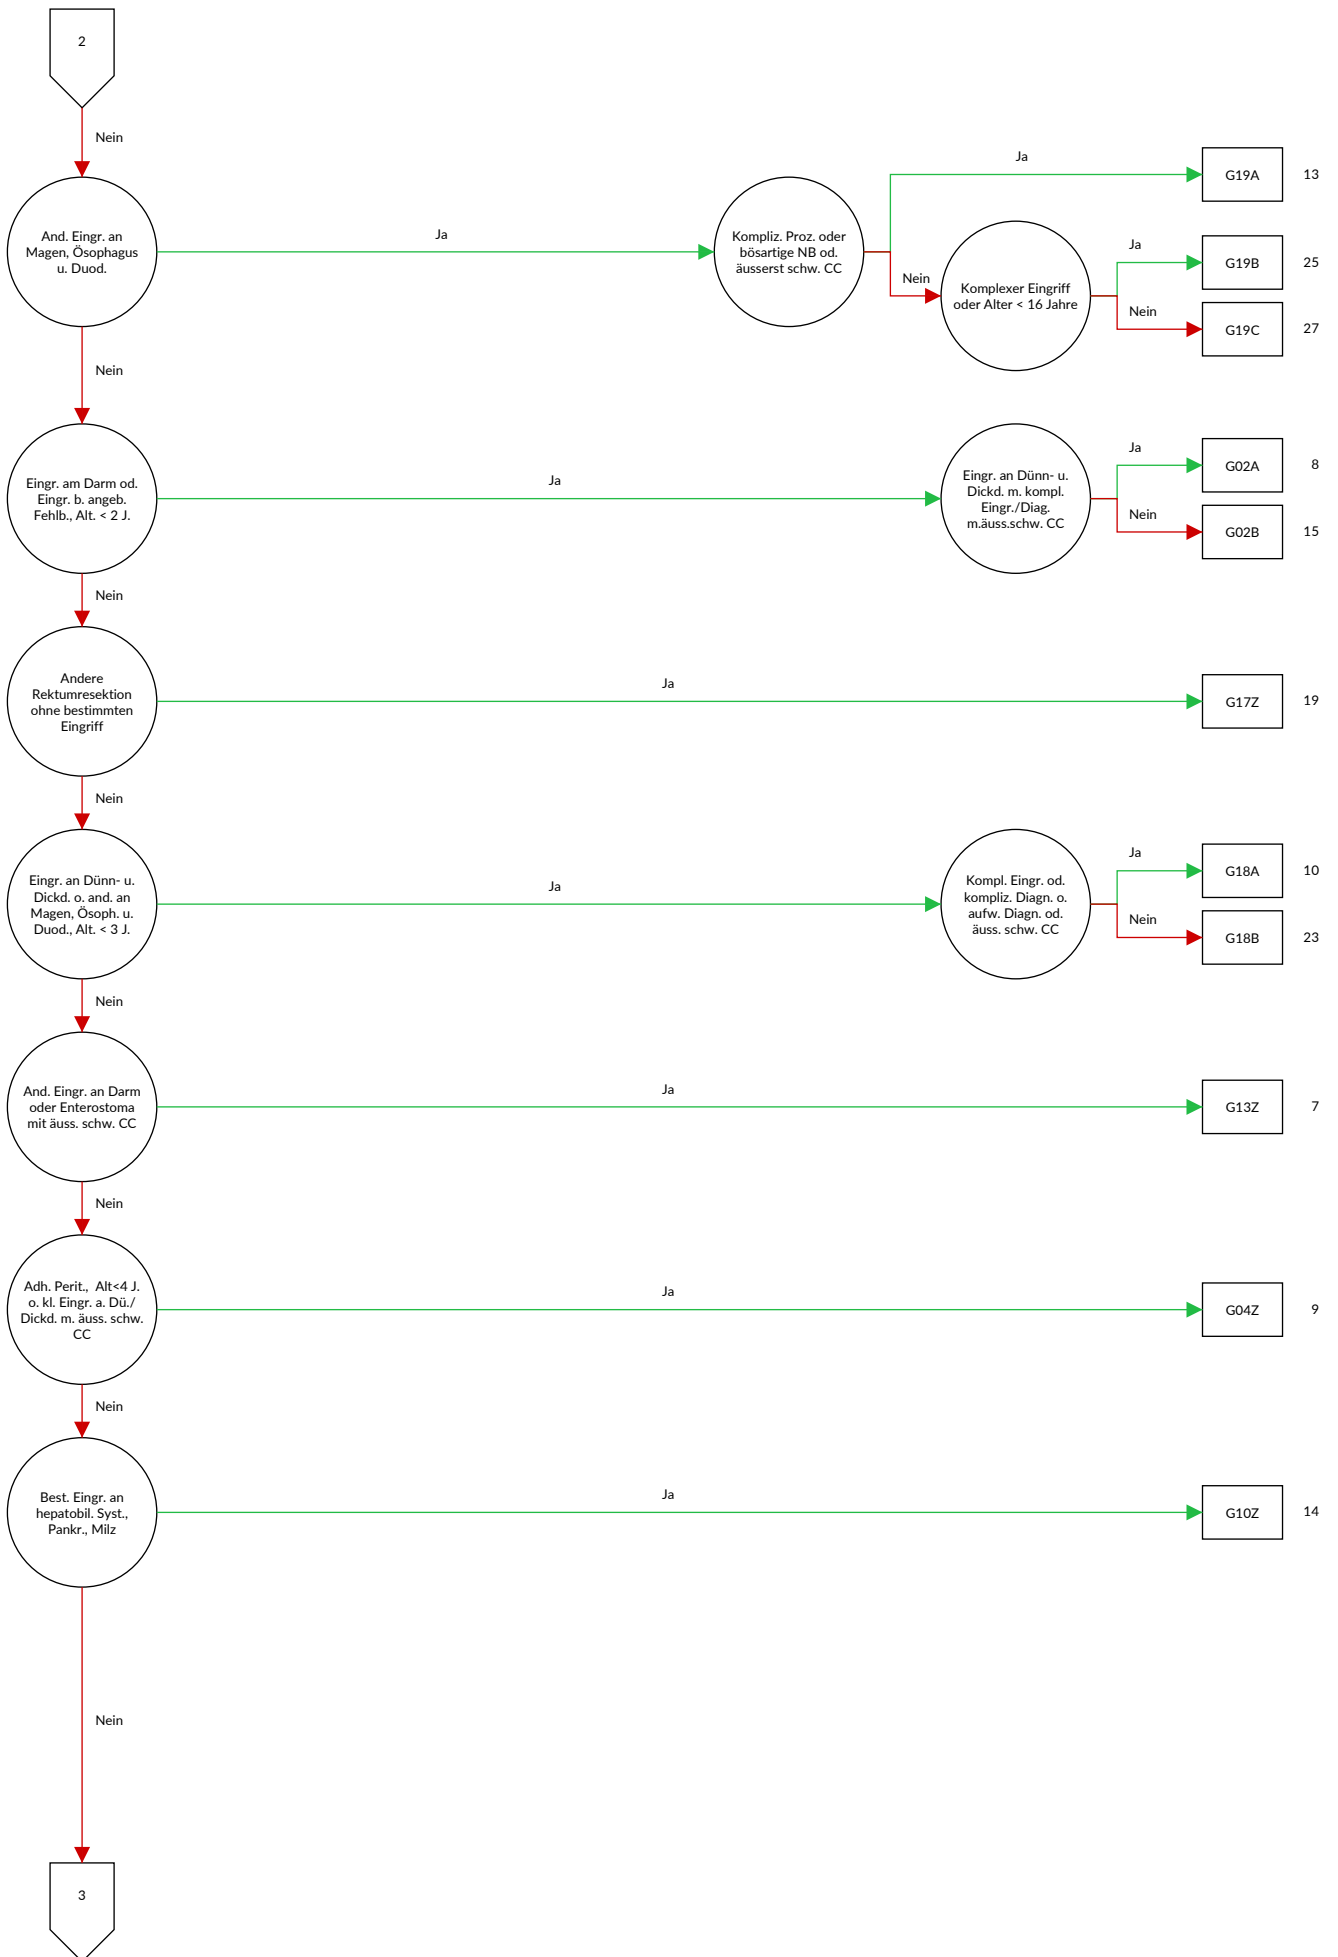 2
Nein
And. Eingr. an
Magen, Ösophagus
u. Duod.
Ja
Kompliz. Proz. oder
bösartige NB od.
äusserst schw. CC
Ja
G19A 13
Nein
Komplexer Eingriff
oder Alter < 16 Jahre
Ja
G19B 25
Nein
G19C 27
Nein
Eingr. am Darm od.
Eingr. b. angeb.
Fehlb., Alt. < 2 J.
Ja
Eingr. an Dünn- u.
Dickd. m. kompl.
Eingr./Diag.
m.äuss.schw. CC
Ja
G02A 8
Nein
G02B 15
Nein
Andere
Rektumresektion
ohne bestimmten
Eingriff
Ja
G17Z 19
Nein
Eingr. an Dünn- u.
Dickd. o. and. an
Magen, Ösoph. u.
Duod., Alt. < 3 J.
Ja
Kompl. Eingr. od.
kompliz. Diagn. o.
aufw. Diagn. od.
äuss. schw. CC
Ja
G18A 10
Nein
G18B 23
Nein
And. Eingr. an Darm
oder Enterostoma
mit äuss. schw. CC
Ja
G13Z 7
Nein
Adh. Perit., Alt<4 J.
o. kl. Eingr. a. Dü./
Dickd. m. äuss. schw.
CC
Ja
G04Z 9
Nein
Best. Eingr. an
hepatobil. Syst.,
Pankr., Milz
Ja
G10Z 14
Nein
3